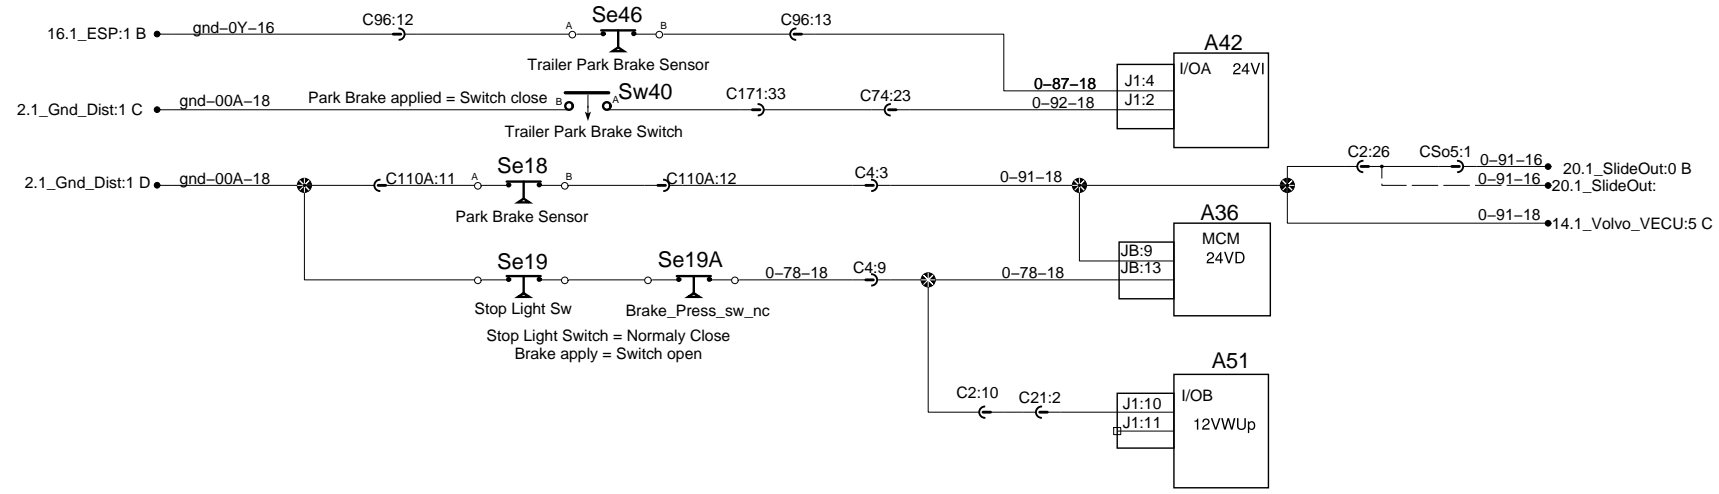 16.1_ESP:1 B
gnd–0Y–16
C96:12
A
Se46
B
C96:13
Trailer Park Brake Sensor
A42
I/OA
24VI
J1:4
J1:2
0–87–18
0–92–18
2.1_Gnd_Dist:1 C
gnd–00A–18
Park Brake applied = Switch close
B
A
Sw40
C171:33
C74:23
Trailer Park Brake Switch
2.1_Gnd_Dist:1 D
gnd–00A–18
C110A:11
A
Se18
B
C110A:12
C4:3
0–91–18
Park Brake Sensor
C2:26
CSo5:1
0–91–16
20.1_SlideOut:0 B
0–91–16
20.1_SlideOut:
0–91–18
14.1_Volvo_VECU:5 C
A36
MCM
24VD
JB:9
JB:13
Se19
Se19A
0–78–18
C4:9
0–78–18
Stop Light Sw
Brake_Press_sw_nc
Stop Light Switch = Normaly Close
Brake apply = Switch open
A51
I/OB
12VWUp
C2:10
C21:2
J1:10
J1:11